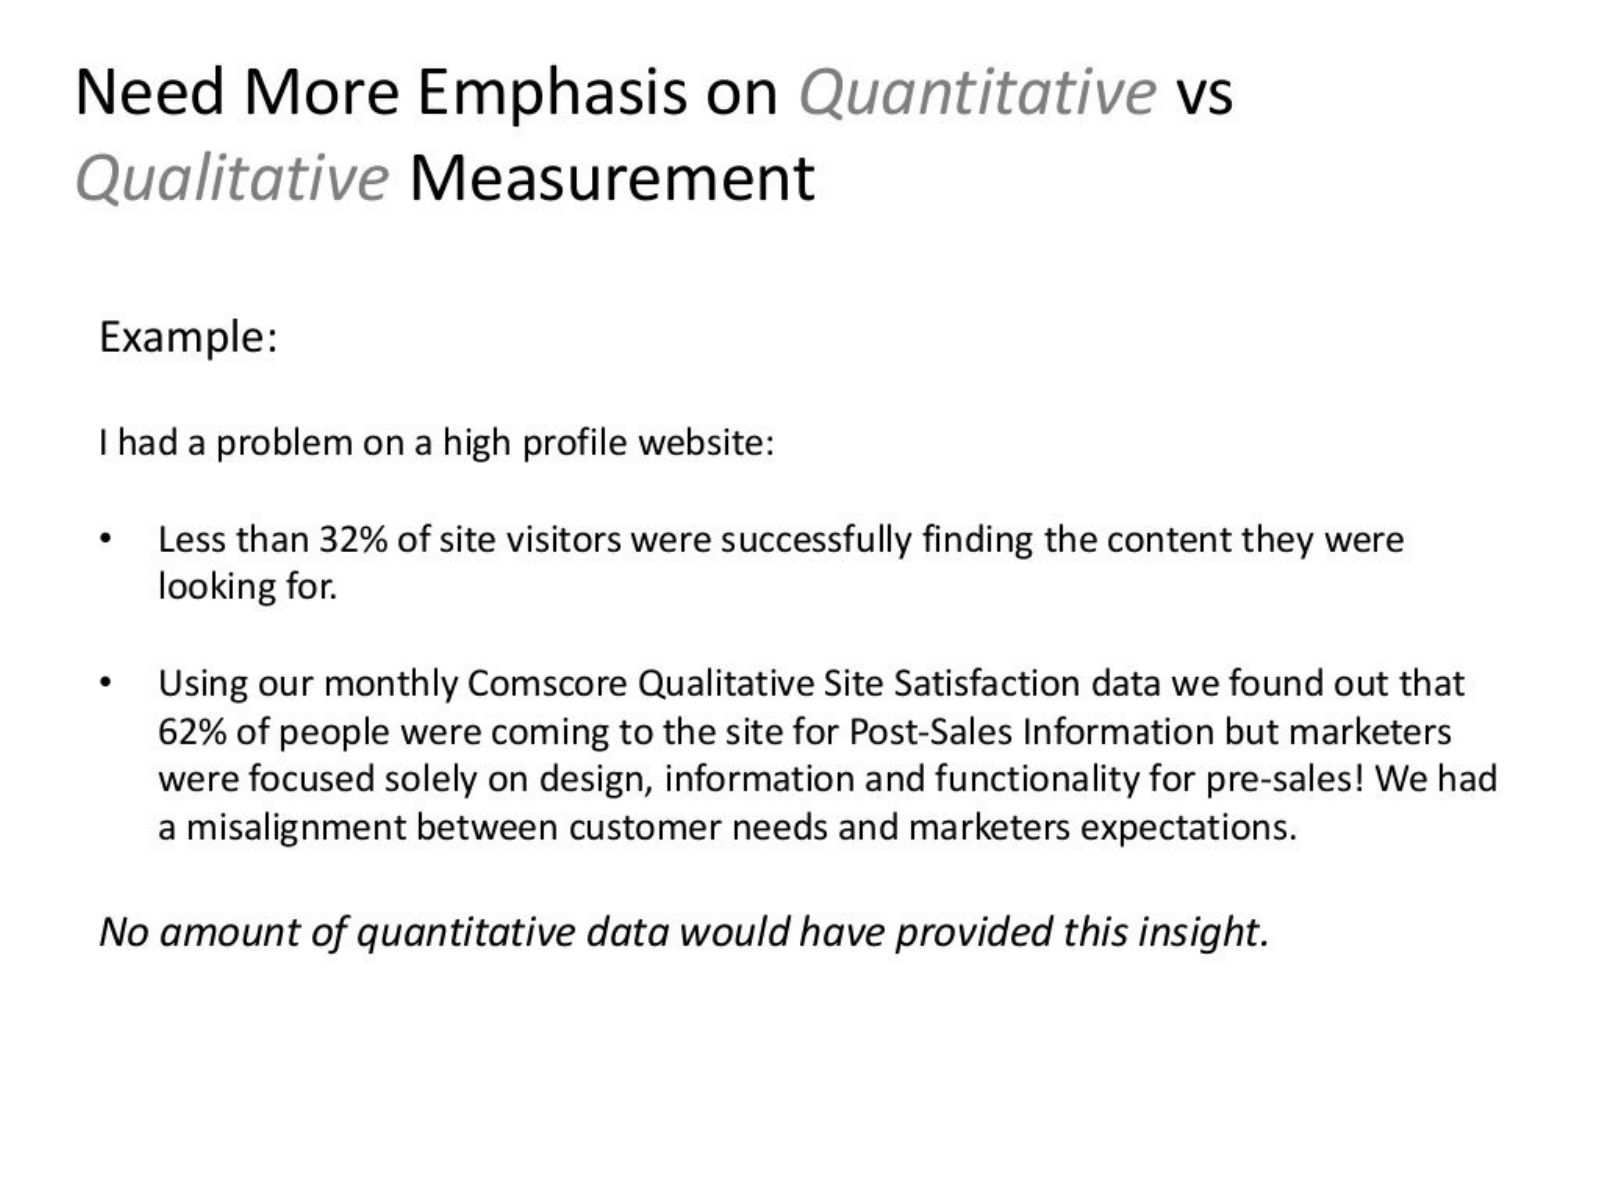 Need More Emphasis on Quantitative vs
Qualitative Measurement
Example:
I had a problem on a high profile website:
• Less than 32% of site visitors were successfully finding the content they were
looking for.
• Using our monthly Comscore Qualitative Site Satisfaction data we found out that
62% of people were coming to the site for Post-Sales Information but marketers
were focused solely on design, information and functionality for pre-sales! We had
a misalignment between customer needs and marketers expectations.
No amount of quantitative data would have provided this insight.